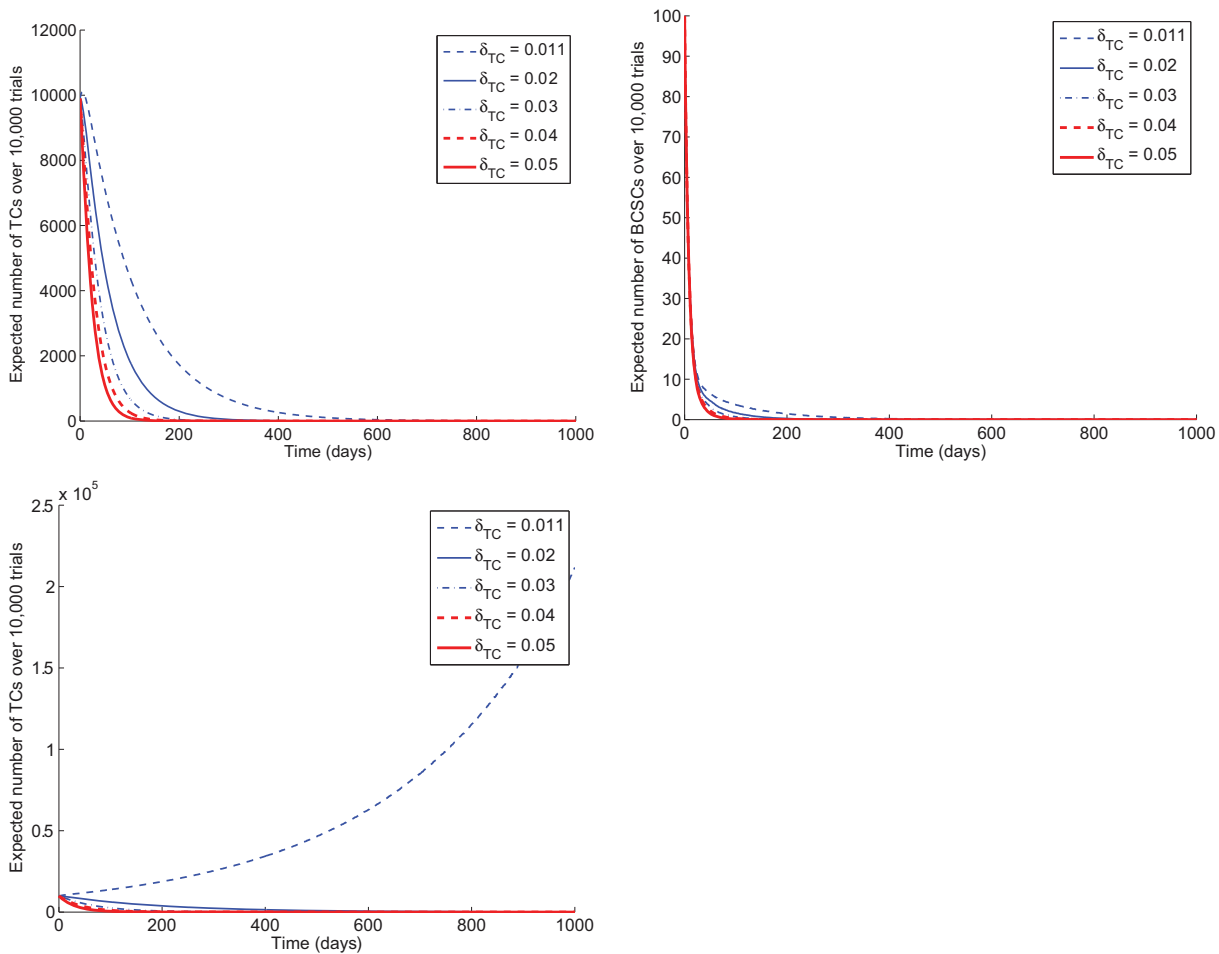 Expected number of TCs over 10,000 trials
12000
10000
8000
6000
4000
2000
0
0 200 400 600 800 1000
Time (days)
δTC = 0.011
δTC = 0.02
δTC = 0.03
δTC = 0.04
δTC = 0.05
Expected number of BCSCs over 10,000 trials
100
90
80
70
60
50
40
30
20
10
0
0 200 400 600 800 1000
Time (days)
δTC = 0.011
δTC = 0.02
δTC = 0.03
δTC = 0.04
δTC = 0.05
Expected number of TCs over 10,000 trials
x 10^5
2.5
2
1.5
1
0.5
0
0 200 400 600 800 1000
Time (days)
δTC = 0.011
δTC = 0.02
δTC = 0.03
δTC = 0.04
δTC = 0.05